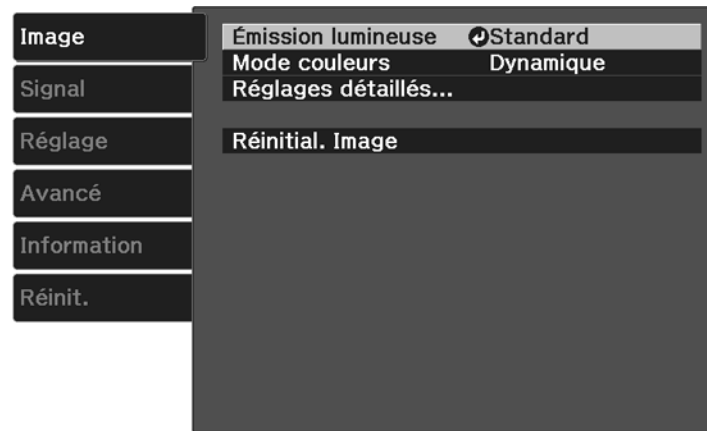 Image
Signal
Réglage
Avancé
Information
Réinit.
Émission lumineuse Standard
Mode couleurs Dynamique
Réglages détaillés...
Réinitial. Image